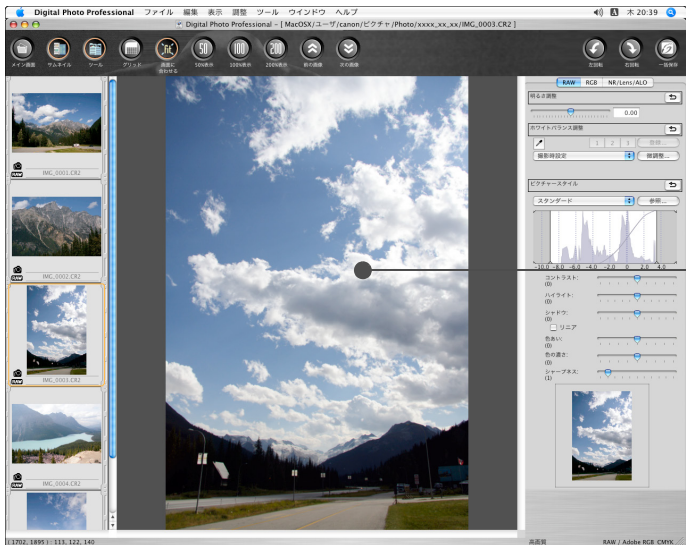 Digital Photo Professional ファイル 編集 表示 調整 ツール ウインドウ ヘルプ
木 20:39
Digital Photo Professional - [ MacOSX/ユーザ/canon/ピクチャ/Photo/xxxx_xx_xx/IMG_0003.CR2 ]
50 100 200
メイン画面 サムネイル ツール グリッド 画面に合わせる 50%表示 100%表示 200%表示 前の画像 次の画像 左回転 右回転 一括保存
RAW RGB NR/Lens/ALO
明るさ調整
0.00
ホワイトバランス調整
1 2 3 登録...
撮影時設定 微調整...
ピクチャースタイル
スタンダード 参照...
-10.0 -8.0 -6.0 -4.0 -2.0 0.0 2.0 4.0
コントラスト:
(0)
ハイライト:
(0)
シャドウ:
(0)
リニア
色あい:
(0)
色の濃さ:
(0)
シャープネス:
(1)
RAW IMG_0001.CR2
RAW IMG_0002.CR2
RAW IMG_0003.CR2
RAW IMG_0004.CR2
( 1702, 1895 ) : 113, 122, 140
高画質 RAW / Adobe RGB CMYK